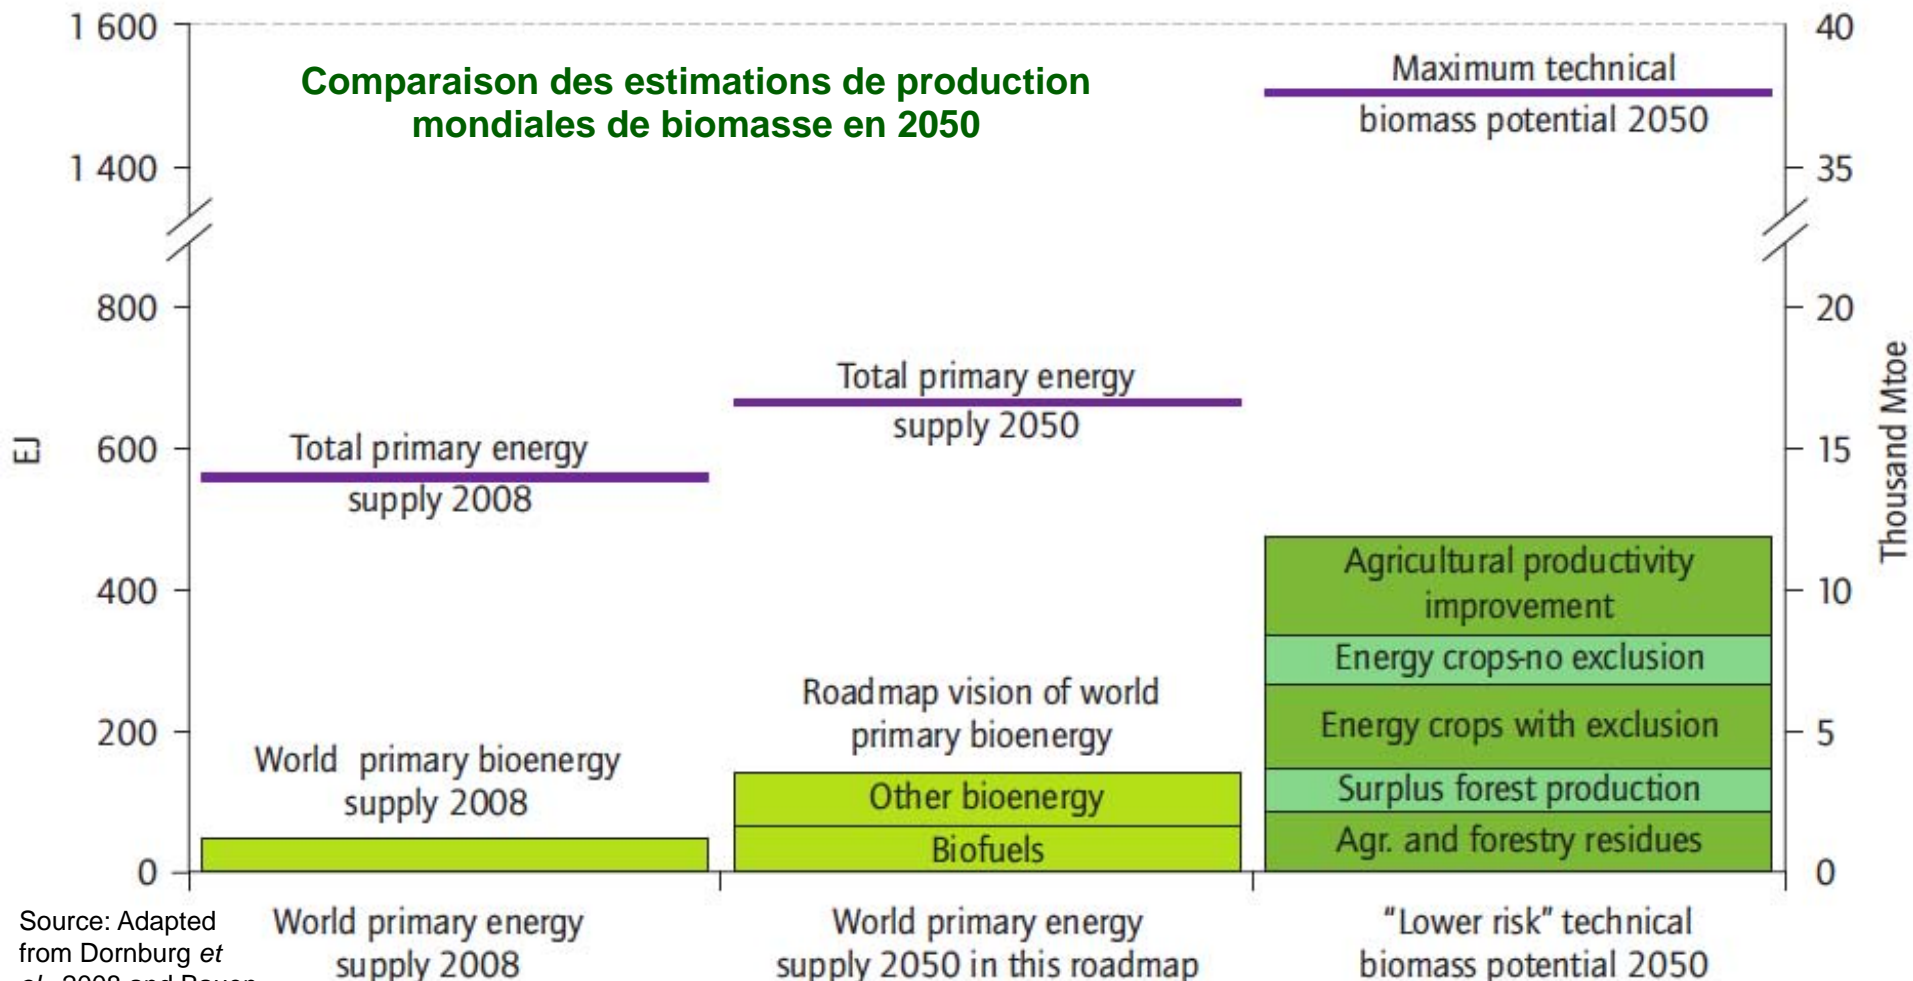 Comparaison des estimations de production
mondiales de biomasse en 2050
1 600
1 400
800
600
400
200
0
EJ
40
35
20
15
10
5
0
Thousand Mtoe
Total primary energy
supply 2008
World primary bioenergy
supply 2008
Total primary energy
supply 2050
Roadmap vision of world
primary bioenergy
Other bioenergy
Biofuels
Maximum technical
biomass potential 2050
Agricultural productivity
improvement
Energy crops-no exclusion
Energy crops with exclusion
Surplus forest production
Agr. and forestry residues
World primary energy
supply 2008
World primary energy
supply 2050 in this roadmap
“Lower risk” technical
biomass potential 2050
Source: Adapted
from Dornburg et
2008 and